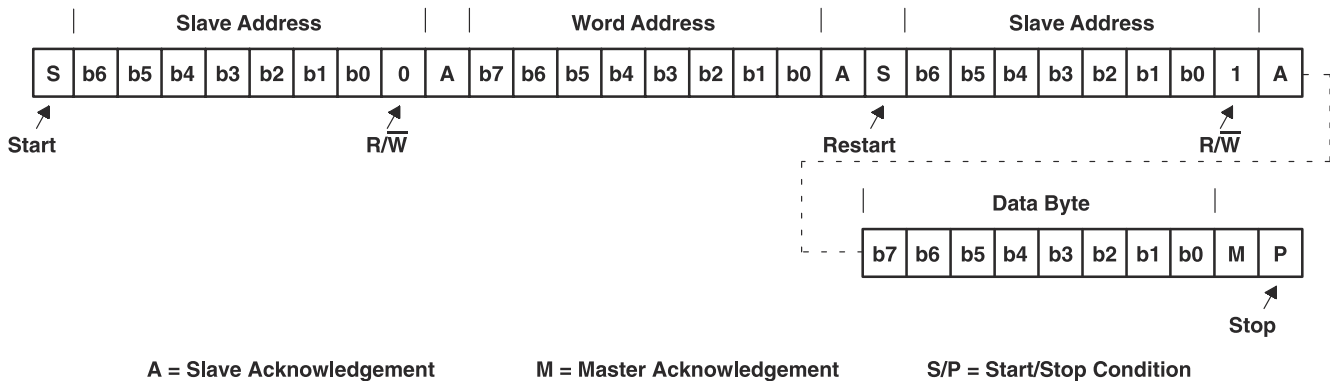 Slave Address Word Address Slave Address
S b6 b5 b4 b3 b2 b1 b0 0 A b7 b6 b5 b4 b3 b2 b1 b0 A S b6 b5 b4 b3 b2 b1 b0 1 A
Start R/W̅ Restart R/W̅
Data Byte
b7 b6 b5 b4 b3 b2 b1 b0 M P
Stop
A = Slave Acknowledgement M = Master Acknowledgement S/P = Start/Stop Condition